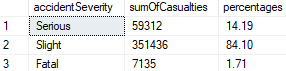 accidentSeverity sumOfCasualties percentages
1 Serious 59312 14.19
2 Slight 351436 84.10
3 Fatal 7135 1.71